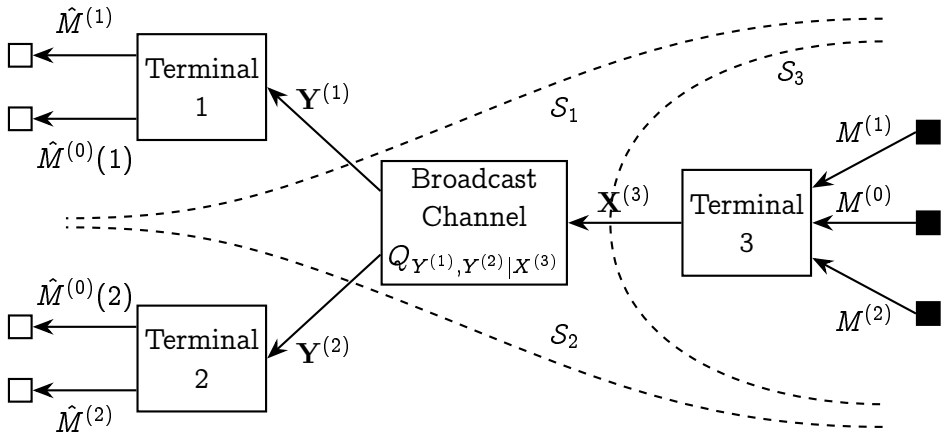 M̂^(1)
Terminal
1
M̂^(0)(1)
Y^(1)
S_1
S_3
Broadcast
Channel
Q_{Y^(1),Y^(2)|X^(3)}
X^(3)
Terminal
3
M^(1)
M^(0)
M^(2)
M̂^(0)(2)
Terminal
2
M̂^(2)
Y^(2)
S_2